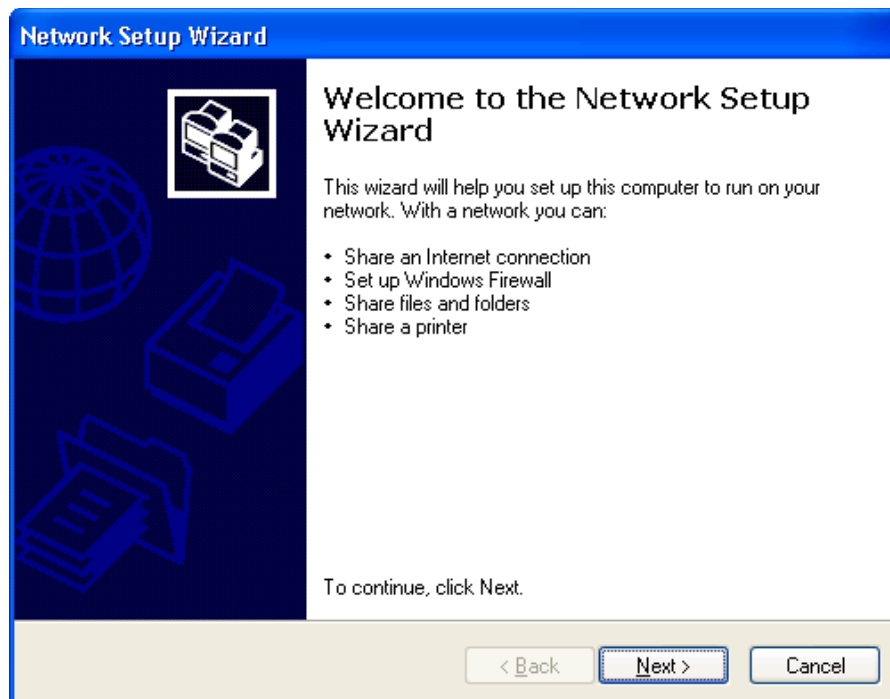 Network Setup Wizard
Welcome to the Network Setup
Wizard
This wizard will help you set up this computer to run on your
network. With a network you can:
• Share an Internet connection
• Set up Windows Firewall
• Share files and folders
• Share a printer
To continue, click Next.
< Back Next > Cancel